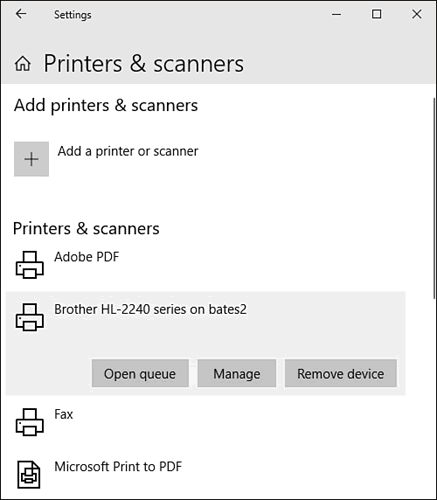 Settings
Printers & scanners
Add printers & scanners
Add a printer or scanner
Printers & scanners
Adobe PDF
Brother HL-2240 series on bates2
Open queue Manage Remove device
Fax
Microsoft Print to PDF